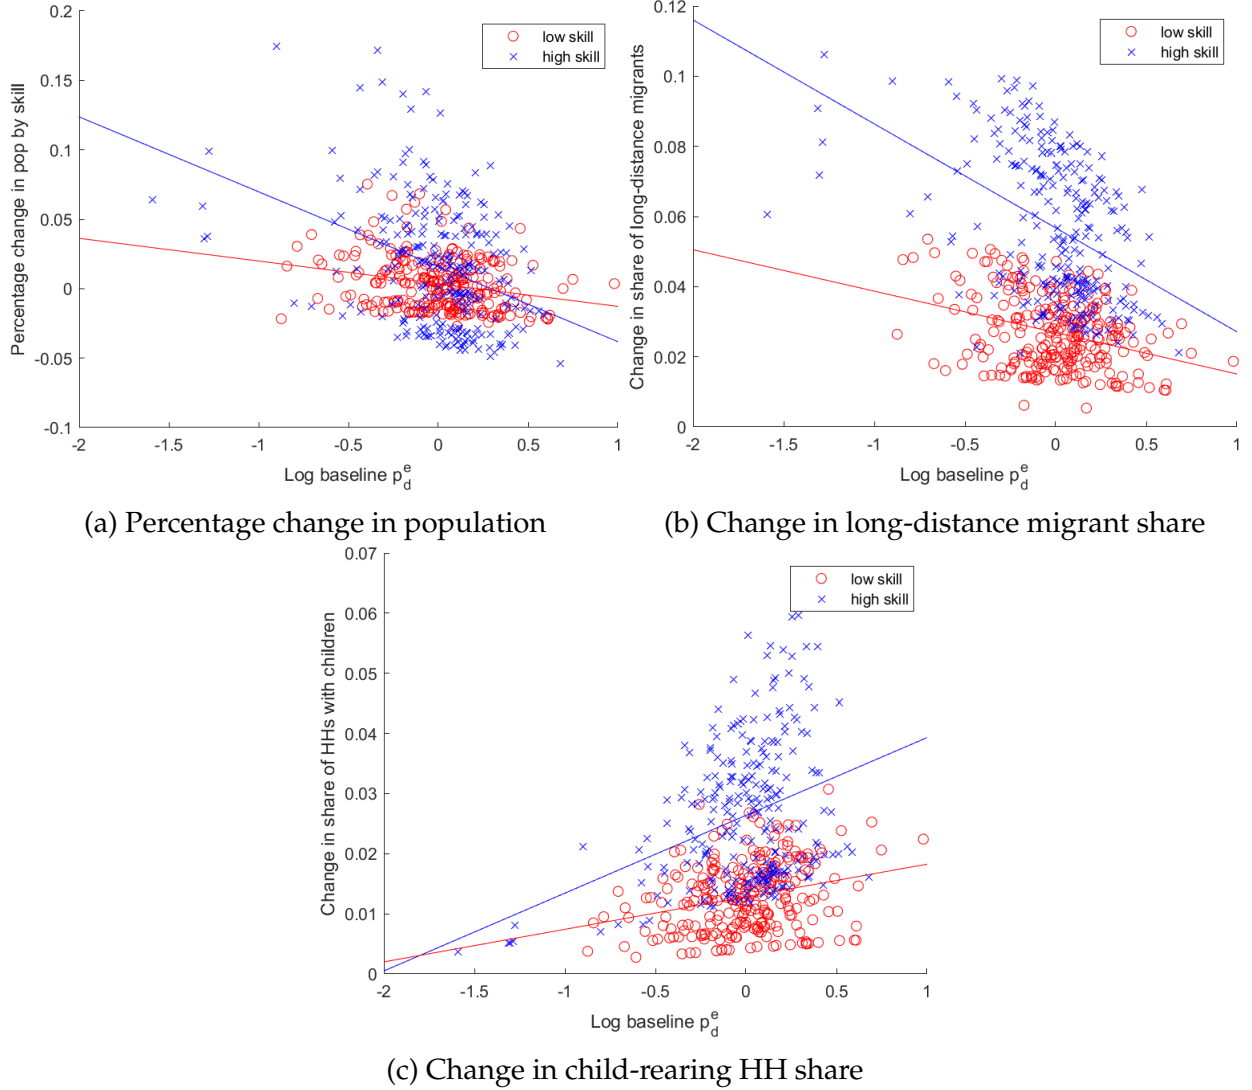 0.2
0.15
0.1
0.05
0
-0.05
-0.1
Percentage change in pop by skill
low skill
high skill
-2 -1.5 -1 -0.5 0 0.5 1
Log baseline p_d^e
(a) Percentage change in population
0.12
0.1
0.08
0.06
0.04
0.02
0
Change in share of long-distance migrants
low skill
high skill
-2 -1.5 -1 -0.5 0 0.5 1
Log baseline p_d^e
(b) Change in long-distance migrant share
0.07
0.06
0.05
0.04
0.03
0.02
0.01
0
Change in share of HHs with children
low skill
high skill
-2 -1.5 -1 -0.5 0 0.5 1
Log baseline p_d^e
(c) Change in child-rearing HH share